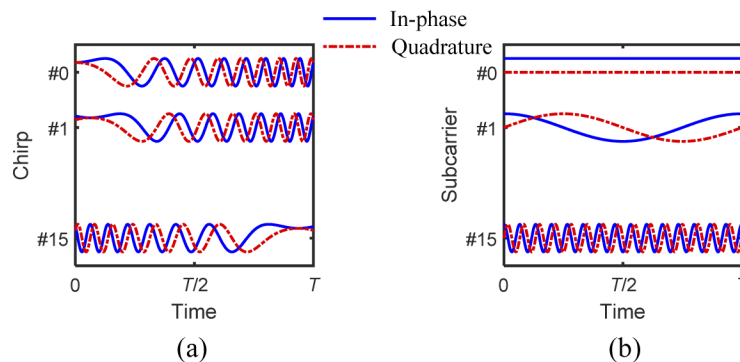 In-phase
Quadrature
Chirp
#0
#1
#15
0
T/2
T
Time
(a)
Subcarrier
#0
#1
#15
0
T/2
T
Time
(b)